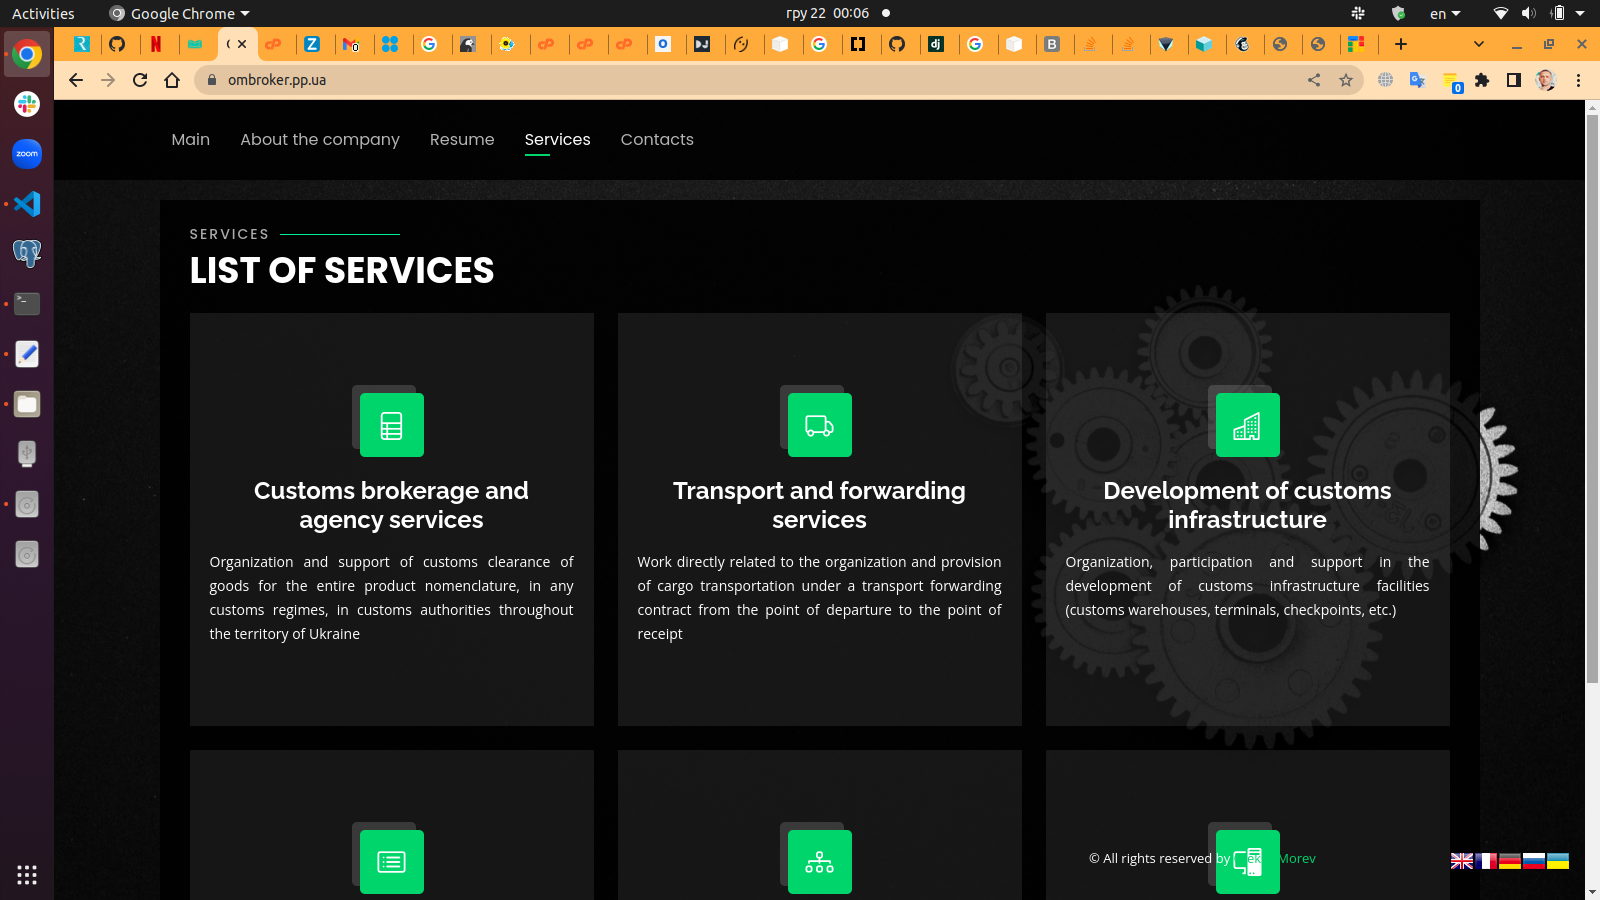 Activities
Google Chrome
гру 22 00:06
en
ombroker.pp.ua
0
zoom
Main
About the company
Resume
Services
Contacts
SERVICES
LIST OF SERVICES
Customs brokerage and
agency services
Organization and support of customs clearance of
goods for the entire product nomenclature, in any
customs regimes, in customs authorities throughout
the territory of Ukraine
Transport and forwarding
services
Work directly related to the organization and provision
of cargo transportation under a transport forwarding
contract from the point of departure to the point of
receipt
Development of customs
infrastructure
Organization, participation and support in the
development of customs infrastructure facilities
(customs warehouses, terminals, checkpoints, etc.)
© All rights reserved by Morev